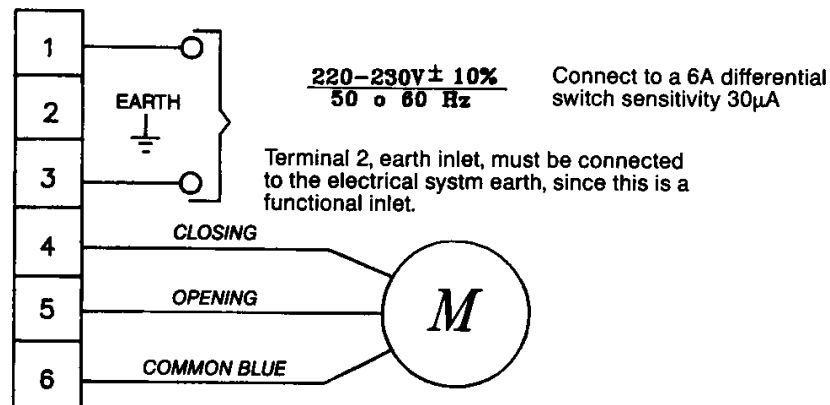 1
2
3
4
5
6
EARTH
220-230V± 10%
50 o 60 Hz
Connect to a 6A differential
switch sensitivity 30µA
Terminal 2, earth inlet, must be connected
to the electrical systm earth, since this is a
functional inlet.
CLOSING
OPENING
COMMON BLUE
M